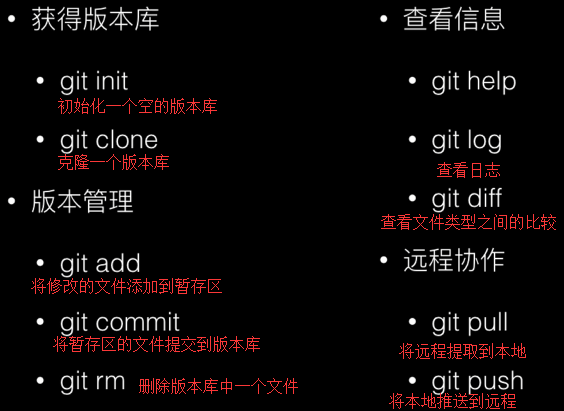 • 获得版本库
• git init
初始化一个空的版本库
• git clone
克隆一个版本库
• 版本管理
• git add
将修改的文件添加到暂存区
• git commit
将暂存区的文件提交到版本库
• git rm 删除版本库中一个文件
• 查看信息
• git help
• git log
查看日志
• git diff
查看文件类型之间的比较
• 远程协作
• git pull
将远程提取到本地
• git push
将本地推送到远程